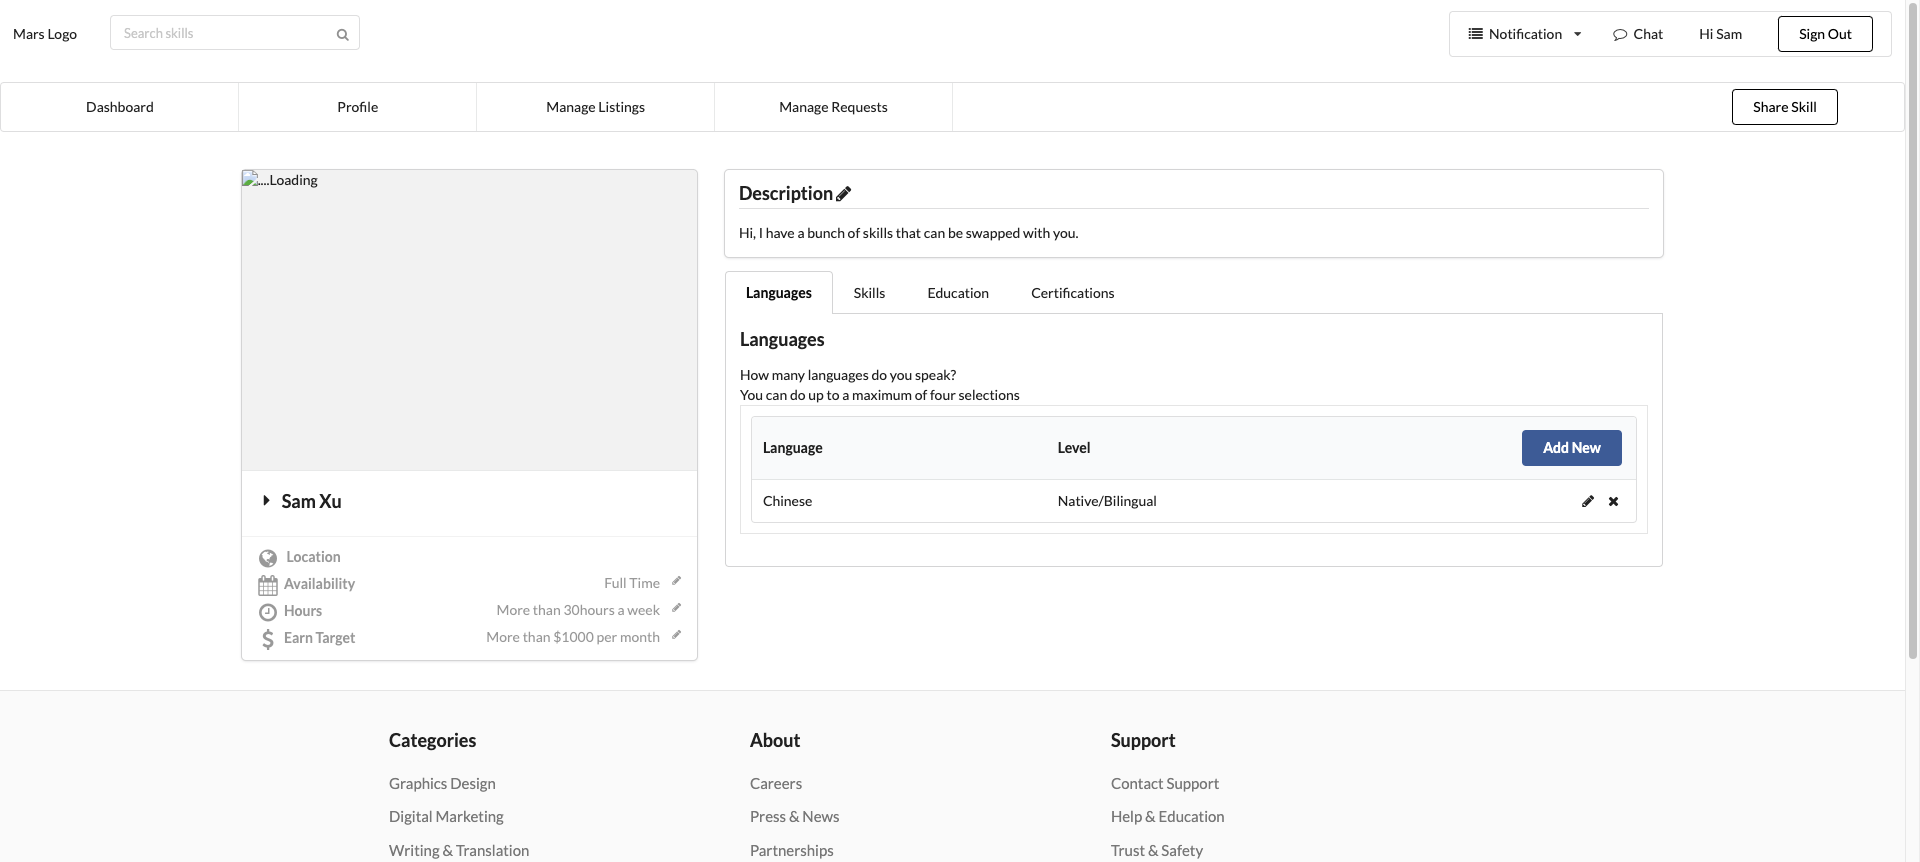 Mars Logo
Search skills
Notification
Chat
Hi Sam
Sign Out
Dashboard
Profile
Manage Listings
Manage Requests
Share Skill
....Loading
Sam Xu
Location
Availability
Full Time
Hours
More than 30hours a week
Earn Target
More than $1000 per month
Description
Hi, I have a bunch of skills that can be swapped with you.
Languages
Skills
Education
Certifications
Languages
How many languages do you speak?
You can do up to a maximum of four selections
Language
Level
Add New
Chinese
Native/Bilingual
Categories
Graphics Design
Digital Marketing
Writing & Translation
About
Careers
Press & News
Partnerships
Support
Contact Support
Help & Education
Trust & Safety